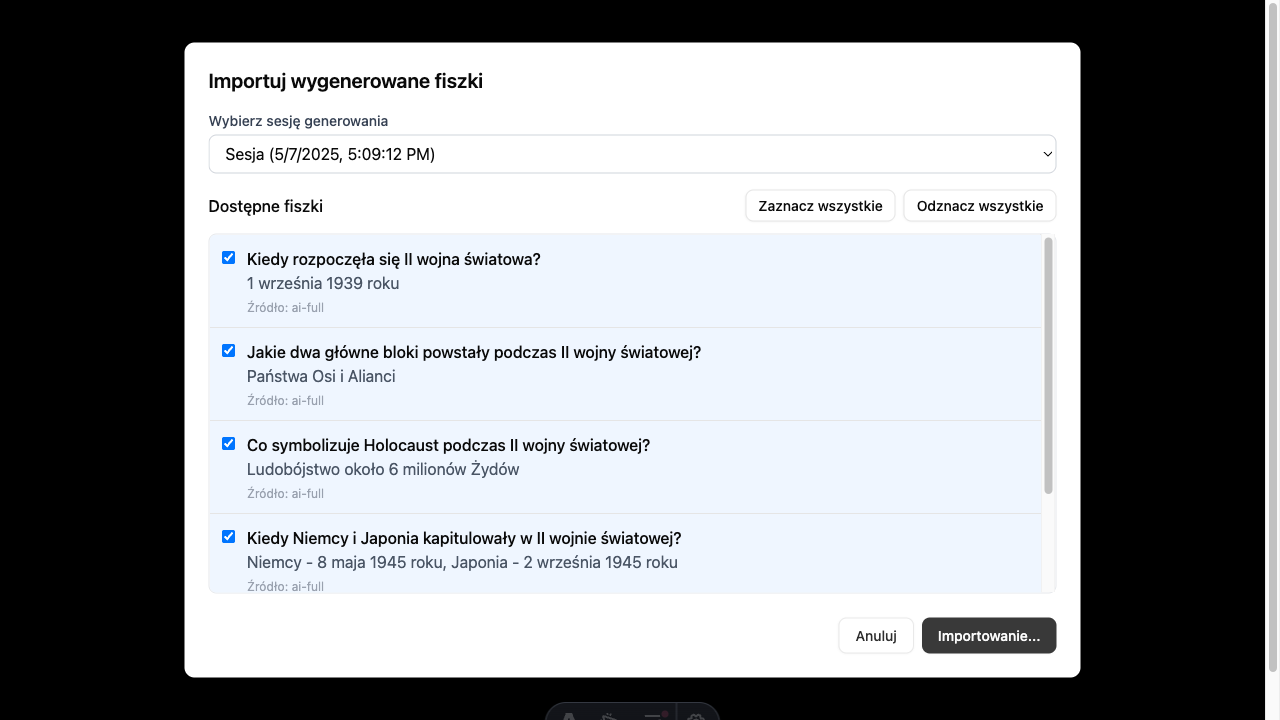 Importuj wygenerowane fiszki
Wybierz sesję generowania
Sesja (5/7/2025, 5:09:12 PM)
Dostępne fiszki
Zaznacz wszystkie
Odznacz wszystkie
Kiedy rozpoczęła się II wojna światowa?
1 września 1939 roku
Źródło: ai-full
Jakie dwa główne bloki powstały podczas II wojny światowej?
Państwa Osi i Alianci
Źródło: ai-full
Co symbolizuje Holocaust podczas II wojny światowej?
Ludobójstwo około 6 milionów Żydów
Źródło: ai-full
Kiedy Niemcy i Japonia kapitulowały w II wojnie światowej?
Niemcy - 8 maja 1945 roku, Japonia - 2 września 1945 roku
Źródło: ai-full
Anuluj
Importowanie...